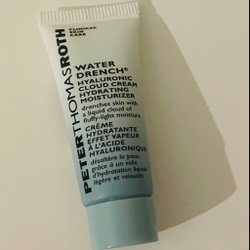 PETER THOMAS ROTH
CLINICAL
SKIN
CARE
WATER
DRENCH®
HYALURONIC
CLOUD CREAM
HYDRATING
MOISTURIZER
drenches skin with
a liquid cloud of
fluffy-light moisture
CRÈME
HYDRATANTE
EFFET VAPEUR
À L'ACIDE
HYALURONIQUE
désaltère la peau
grâce à un voile
d'hydratation liquide
légère et veloutée